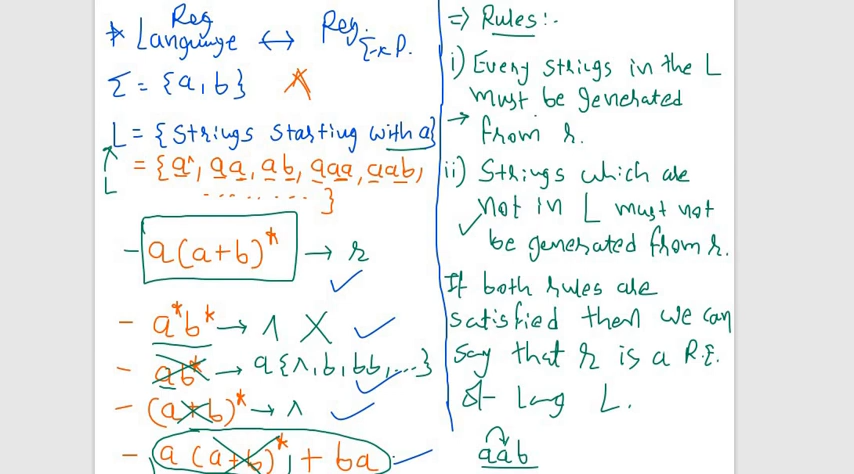 * Reg Language ↔ Reg. Exp.
Σ = {a, b}
L = {Strings starting with a}
= {a, aa, ab, aaa, aab,
........ }
L
- a(a+b)* → r
- a*b* → ∧ X
- ab* → a{∧, b, bb, ...}
- (a+b)* → ∧
- a(a+b)* + ba
=> Rules:-
i) Every strings in the L
must be generated
→ from r.
ii) Strings which are
not in L must not
be generated from r.
If both rules are
satisfied then we can
say that r is a R.E.
of Lang L.
aab